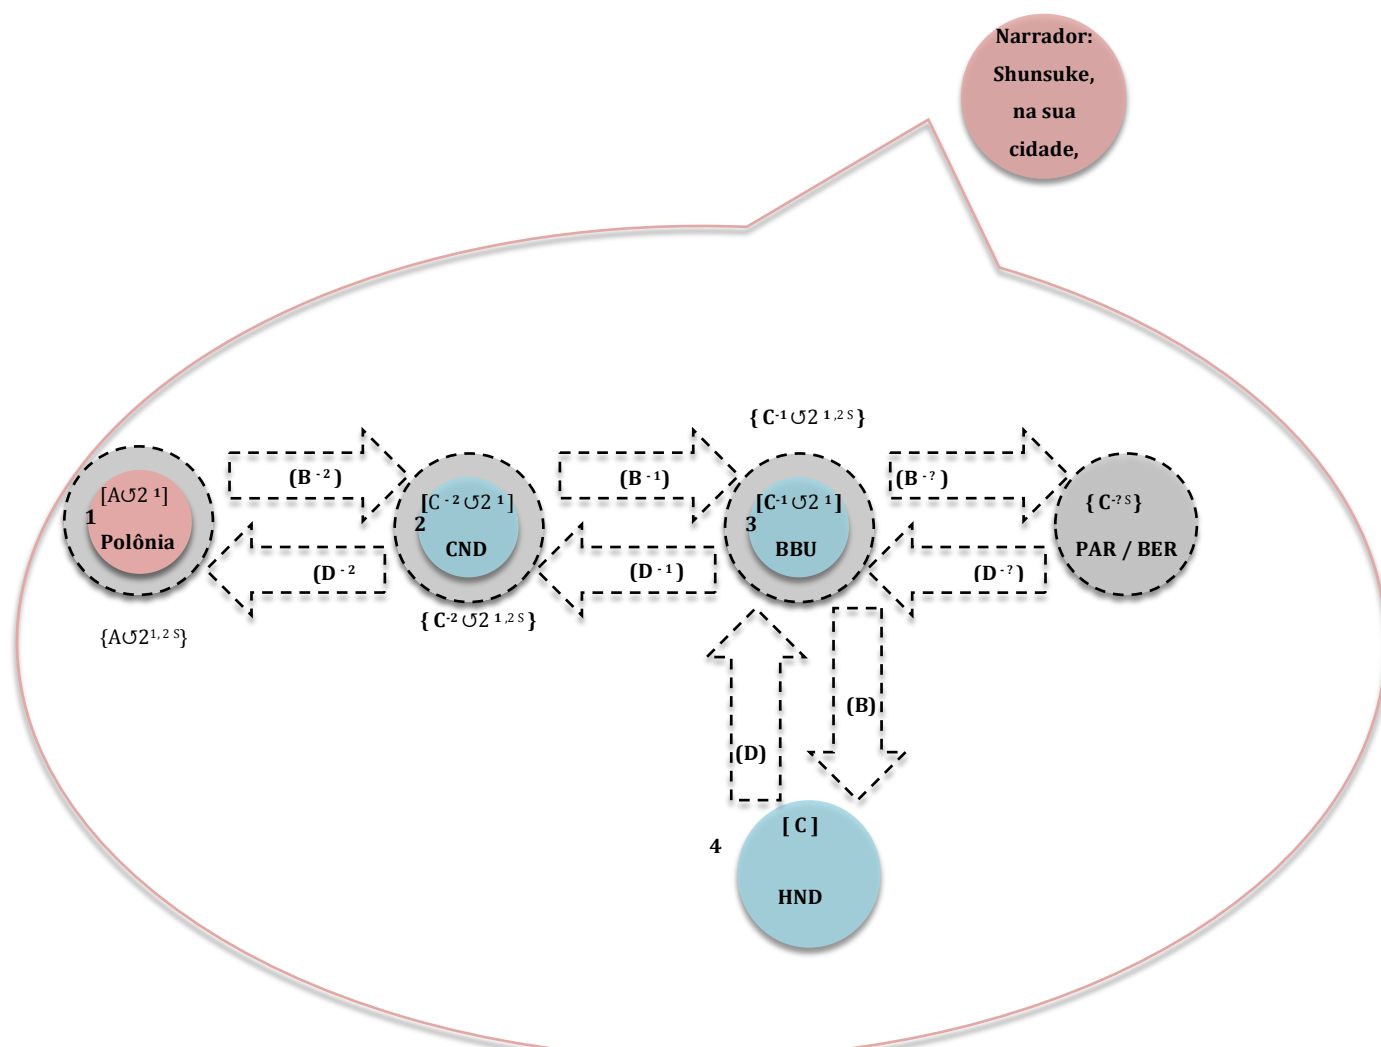 Narrador:
Shunsuke,
na sua
cidade,
{ C⁻¹↺2 ¹,² ˢ}
(B ⁻ ²)
(B ⁻ ¹)
(B ⁻ ?)
[A↺2 ¹]
1
Polônia
[C ⁻ ² ↺2 ¹]
2
CND
[C⁻¹ ↺2 ¹]
3
BBU
{ C⁻? ˢ}
PAR / BER
(D ⁻ ²
(D ⁻ ¹)
(D ⁻ ?)
{A↺2¹,² ˢ}
{ C⁻² ↺2 ¹,² ˢ}
(B)
(D)
[ C ]
4
HND